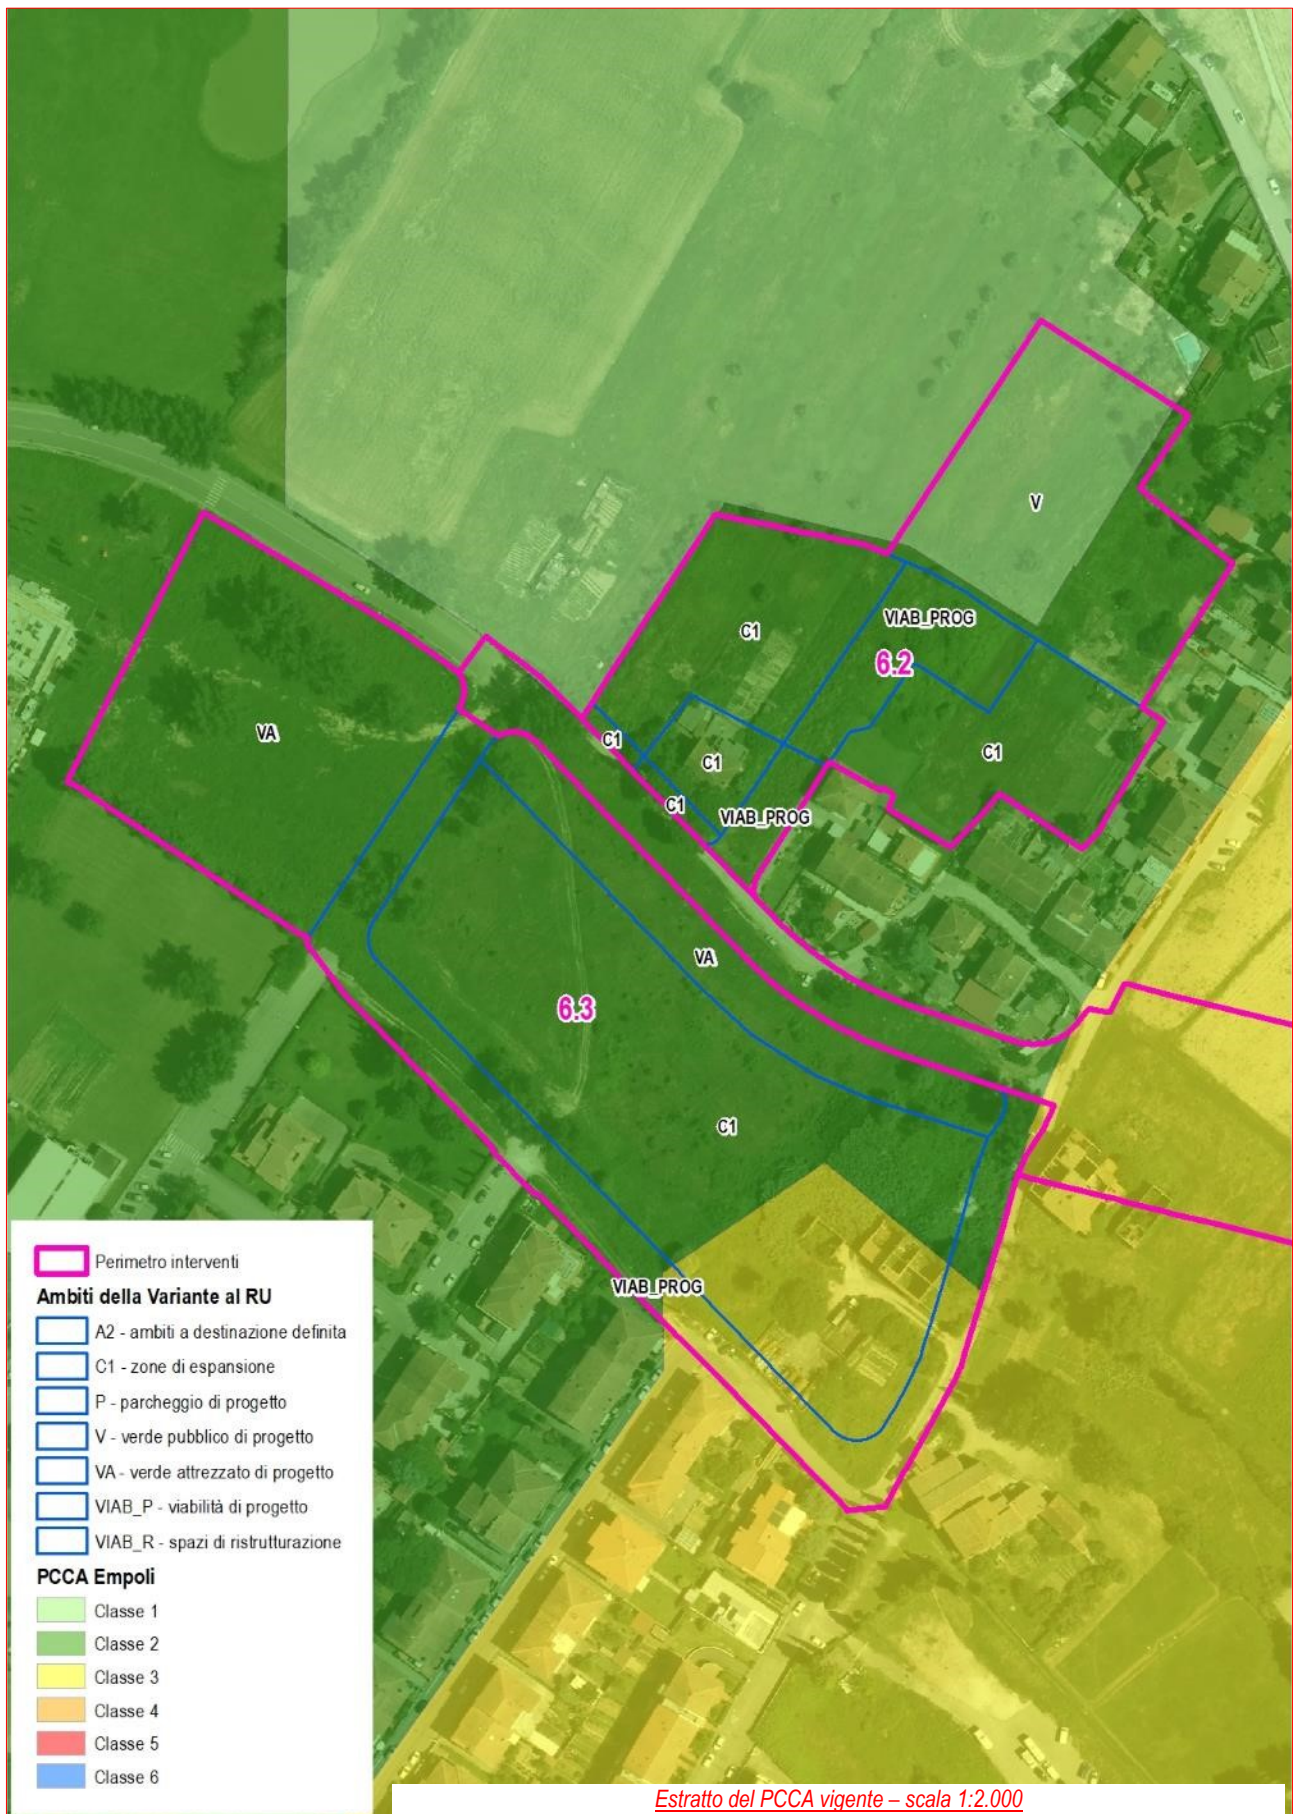 V
VIAB_PROG
C1
6.2
VA
C1
C1
C1
C1
VIAB_PROG
VA
6.3
C1
VIAB_PROG
Perimetro interventi
Ambiti della Variante al RU
A2 - ambiti a destinazione definita
C1 - zone di espansione
P - parcheggio di progetto
V - verde pubblico di progetto
VA - verde attrezzato di progetto
VIAB_P - viabilità di progetto
VIAB_R - spazi di ristrutturazione
PCCA Empoli
Classe 1
Classe 2
Classe 3
Classe 4
Classe 5
Classe 6
Estratto del PCCA vigente – scala 1:2.000